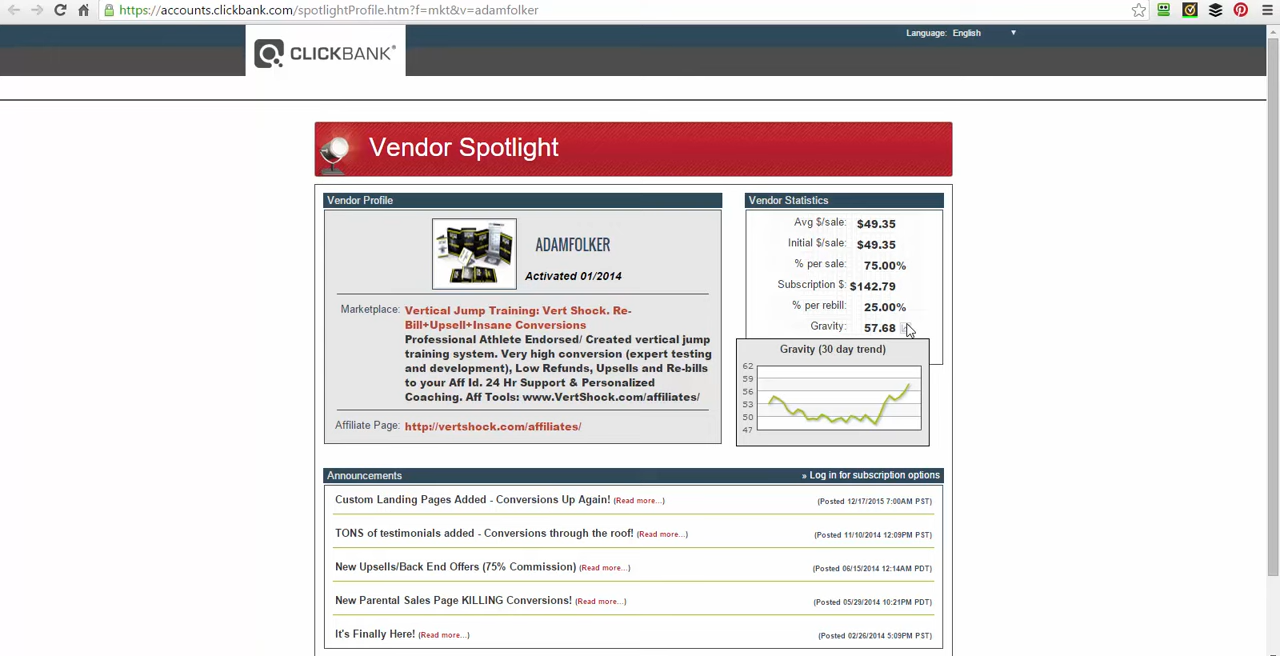 https://accounts.clickbank.com/spotlightProfile.htm?f=mkt&v=adamfolker
Language: English
CLICKBANK®
Vendor Spotlight
Vendor Profile
ADAMFOLKER
Activated 01/2014
Marketplace: Vertical Jump Training: Vert Shock. Re-
Bill+Upsell+Insane Conversions
Professional Athlete Endorsed/ Created vertical jump
training system. Very high conversion (expert testing
and development), Low Refunds, Upsells and Re-bills
to your Aff Id. 24 Hr Support & Personalized
Coaching. Aff Tools: www.VertShock.com/affiliates/
Affiliate Page: http://vertshock.com/affiliates/
Vendor Statistics
Avg $/sale: $49.35
Initial $/sale: $49.35
% per sale: 75.00%
Subscription $: $142.79
% per rebill: 25.00%
Gravity: 57.68
Gravity (30 day trend)
62
59
56
53
50
47
Announcements » Log in for subscription options
Custom Landing Pages Added - Conversions Up Again! (Read more...) (Posted 12/17/2015 7:00AM PST)
TONS of testimonials added - Conversions through the roof! (Read more...) (Posted 11/10/2014 12:09PM PST)
New Upsells/Back End Offers (75% Commission) (Read more...) (Posted 06/15/2014 12:14AM PDT)
New Parental Sales Page KILLING Conversions! (Read more...) (Posted 05/29/2014 10:21PM PDT)
It's Finally Here! (Read more...) (Posted 02/26/2014 5:09PM PST)